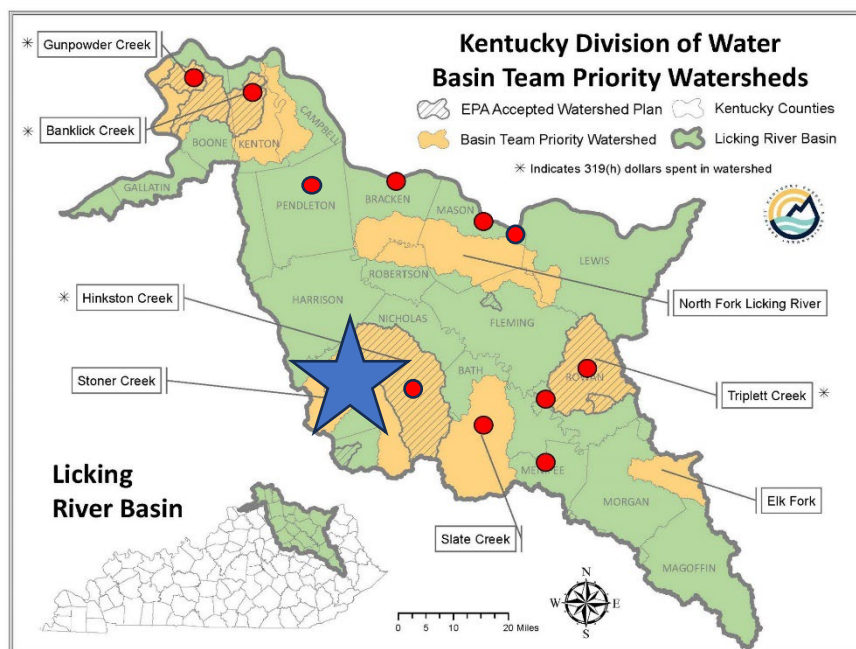 Kentucky Division of Water
Basin Team Priority Watersheds
EPA Accepted Watershed Plan
Kentucky Counties
Basin Team Priority Watershed
Licking River Basin
✳ Indicates 319(h) dollars spent in watershed
✳ Gunpowder Creek
✳ Banklick Creek
BOONE
KENTON
CAMPBELL
GALLATIN
PENDLETON
BRACKEN
MASON
LEWIS
ROBERTSON
✳ Hinkston Creek
North Fork Licking River
HARRISON
NICHOLAS
FLEMING
Stoner Creek
BATH
ROWAN
Triplett Creek ✳
MENIFEE
MORGAN
Elk Fork
Slate Creek
MAGOFFIN
Licking
River Basin
N
W E
S
0 5 10 20 Miles